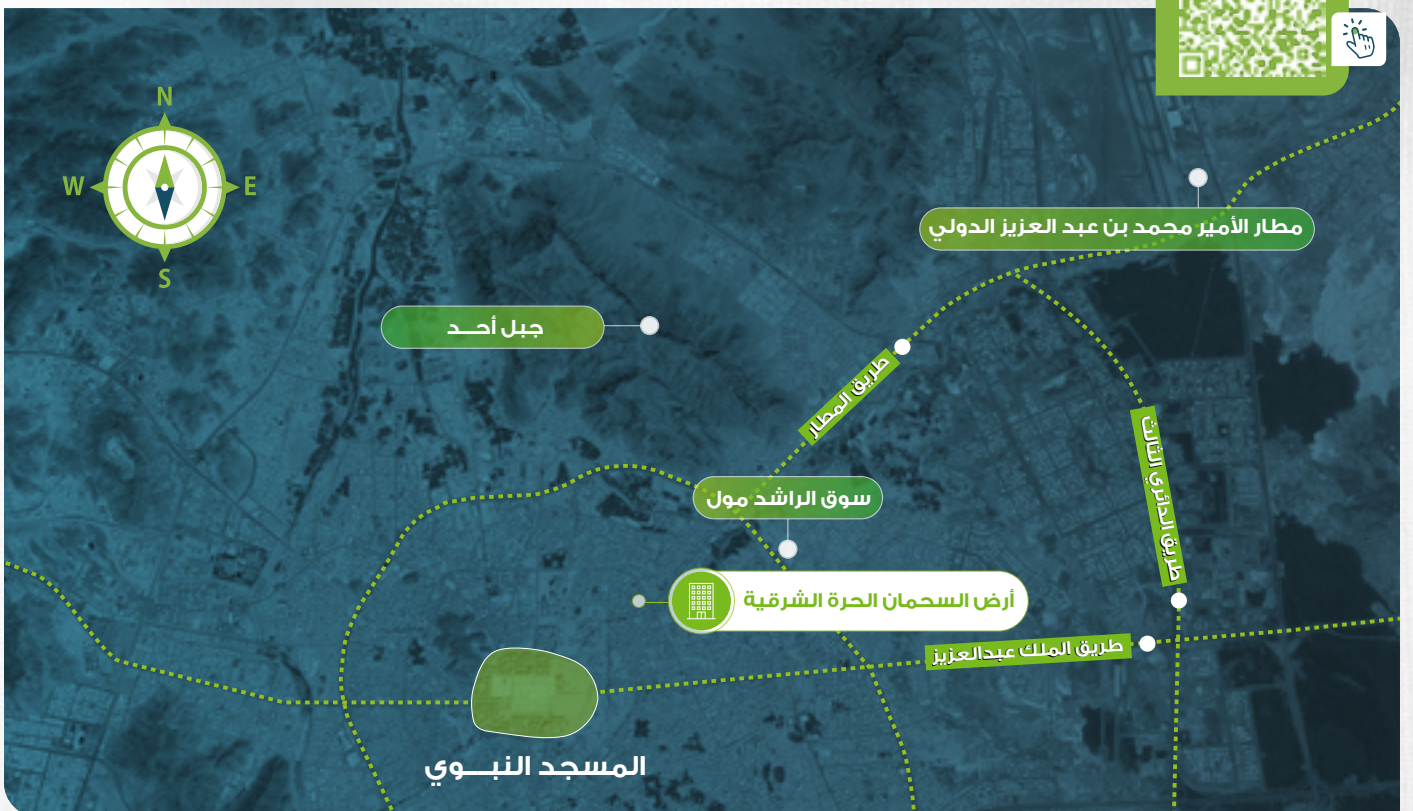 N
W
E
S
مطار الأمير محمد بن عبد العزيز الدولي
جبل أحـــد
طريق المطار
طريق الدائري الثالث
سوق الراشد مول
أرض السحمان الحرة الشرقية
طريق الملك عبدالعزيز
المسجد النبـــوي